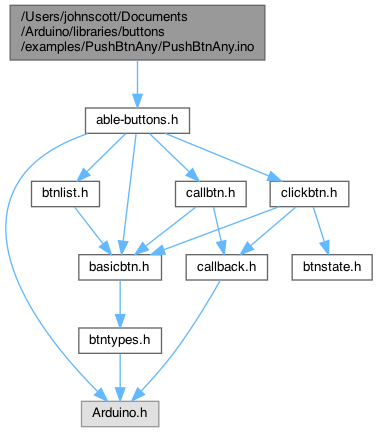 /Users/johnscott/Documents
/Arduino/libraries/buttons
/examples/PushBtnAny/PushBtnAny.ino
able-buttons.h
btnlist.h
callbtn.h
clickbtn.h
basicbtn.h
callback.h
btnstate.h
btntypes.h
Arduino.h